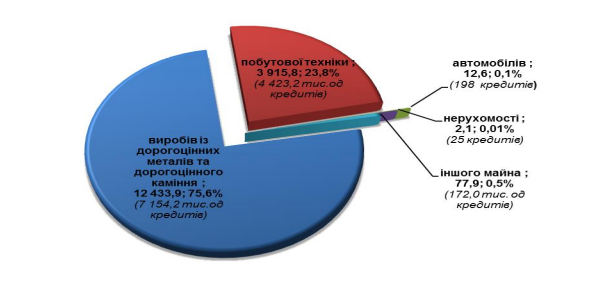 побутової техніки ;
3 915,8; 23,8%
(4 423,2 тис.од
кредитів)
автомобілів ;
12,6; 0,1%
(198 кредитів)
нерухомості ;
2,1; 0,01%
(25 кредитів)
іншого майна ;
77,9; 0,5%
(172,0 тис. од
кредитів)
виробів із
дорогоцінних
металів та
дорогоцінного
каміння ;
12 433,9; 75,6%
(7 154,2 тис.од
кредитів)